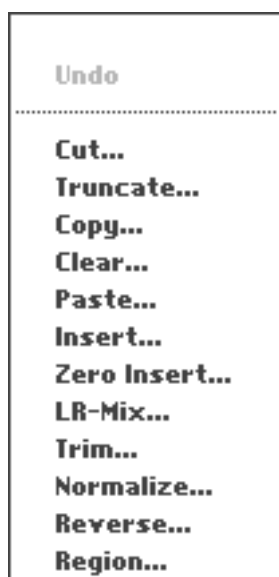 Undo
Cut...
Truncate...
Copy...
Clear...
Paste...
Insert...
Zero Insert...
LR-Mix...
Trim...
Normalize...
Reverse...
Region...